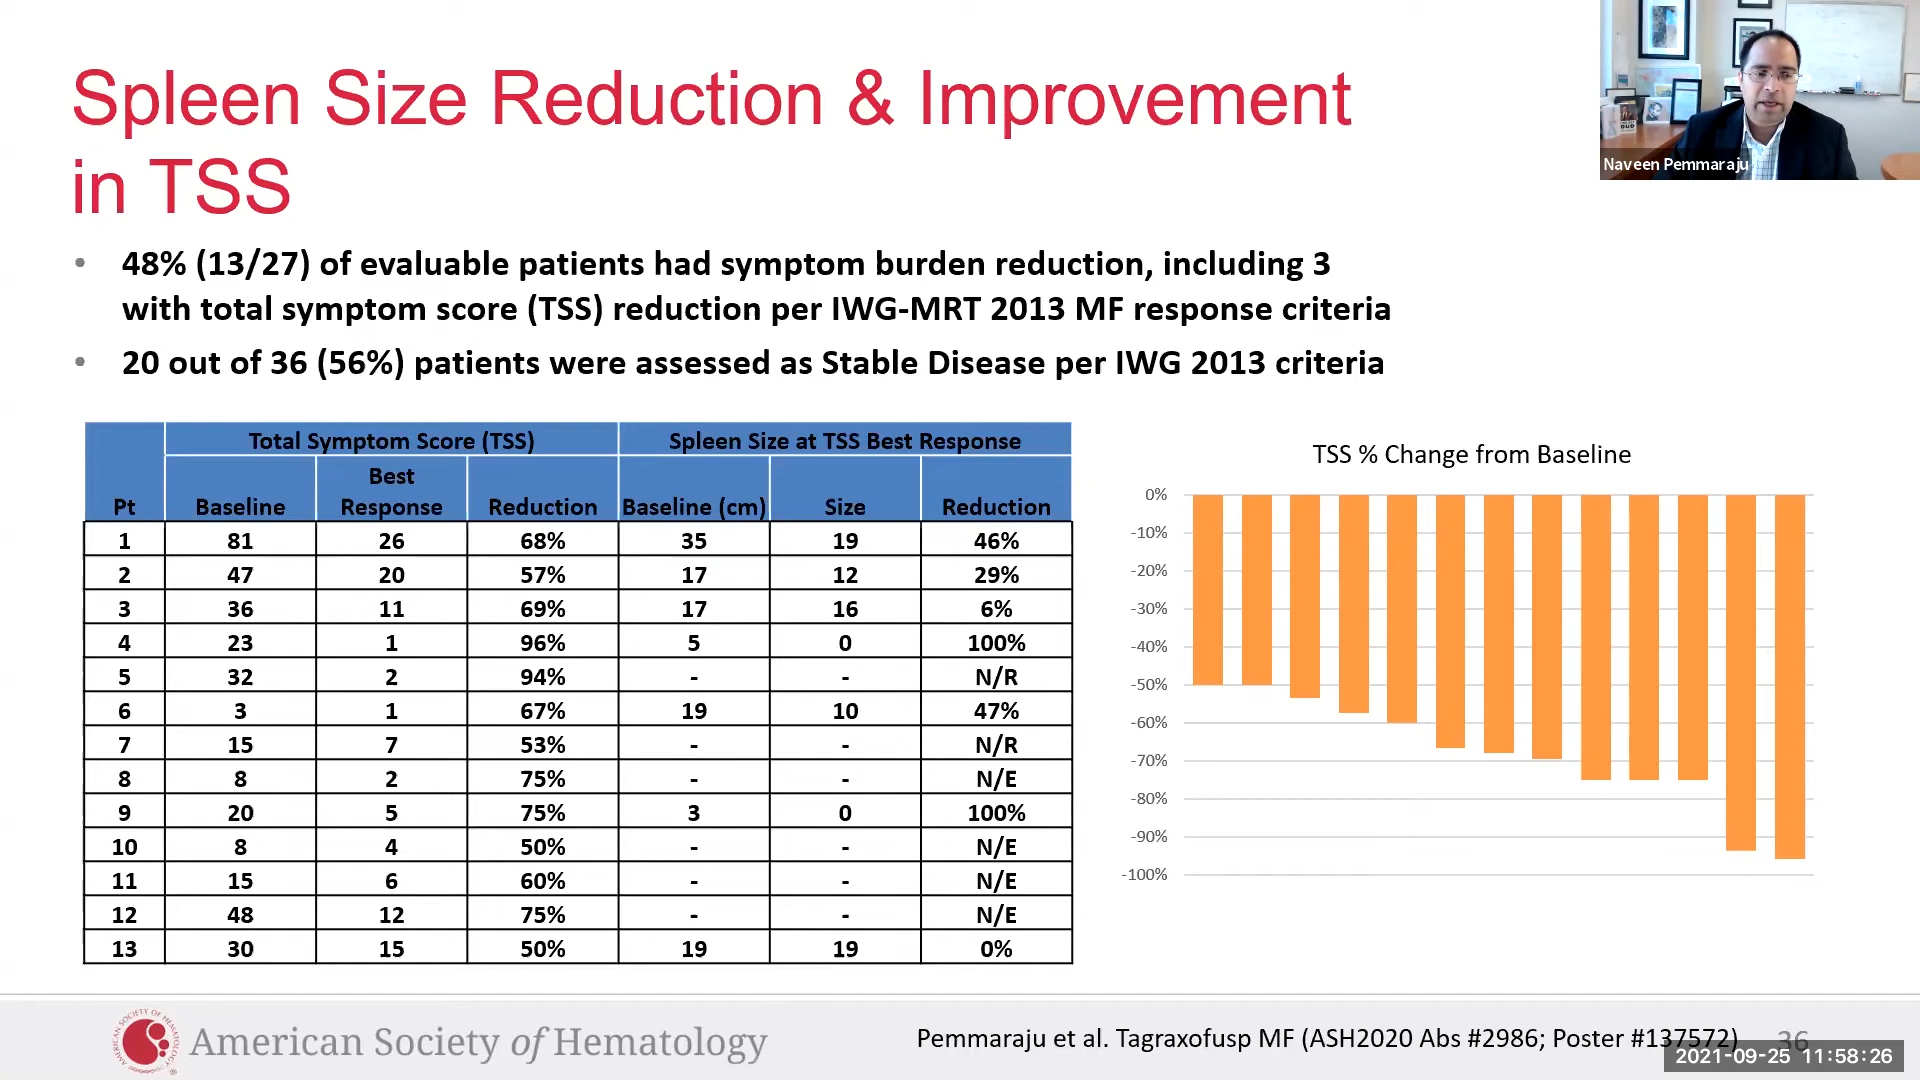 Spleen Size Reduction & Improvement
in TSS
Naveen Pemmaraju
• 48% (13/27) of evaluable patients had symptom burden reduction, including 3
with total symptom score (TSS) reduction per IWG-MRT 2013 MF response criteria
• 20 out of 36 (56%) patients were assessed as Stable Disease per IWG 2013 criteria
Total Symptom Score (TSS) Spleen Size at TSS Best Response
Pt Baseline Best Response Reduction Baseline (cm) Size Reduction
1 81 26 68% 35 19 46%
2 47 20 57% 17 12 29%
3 36 11 69% 17 16 6%
4 23 1 96% 5 0 100%
5 32 2 94% - - N/R
6 3 1 67% 19 10 47%
7 15 7 53% - - N/R
8 8 2 75% - - N/E
9 20 5 75% 3 0 100%
10 8 4 50% - - N/E
11 15 6 60% - - N/E
12 48 12 75% - - N/E
13 30 15 50% 19 19 0%
TSS % Change from Baseline
0%
-10%
-20%
-30%
-40%
-50%
-60%
-70%
-80%
-90%
-100%
American Society of Hematology
Pemmaraju et al. Tagraxofusp MF (ASH2020 Abs #2986; Poster #137572)
36
2021-09-25 11:58:26